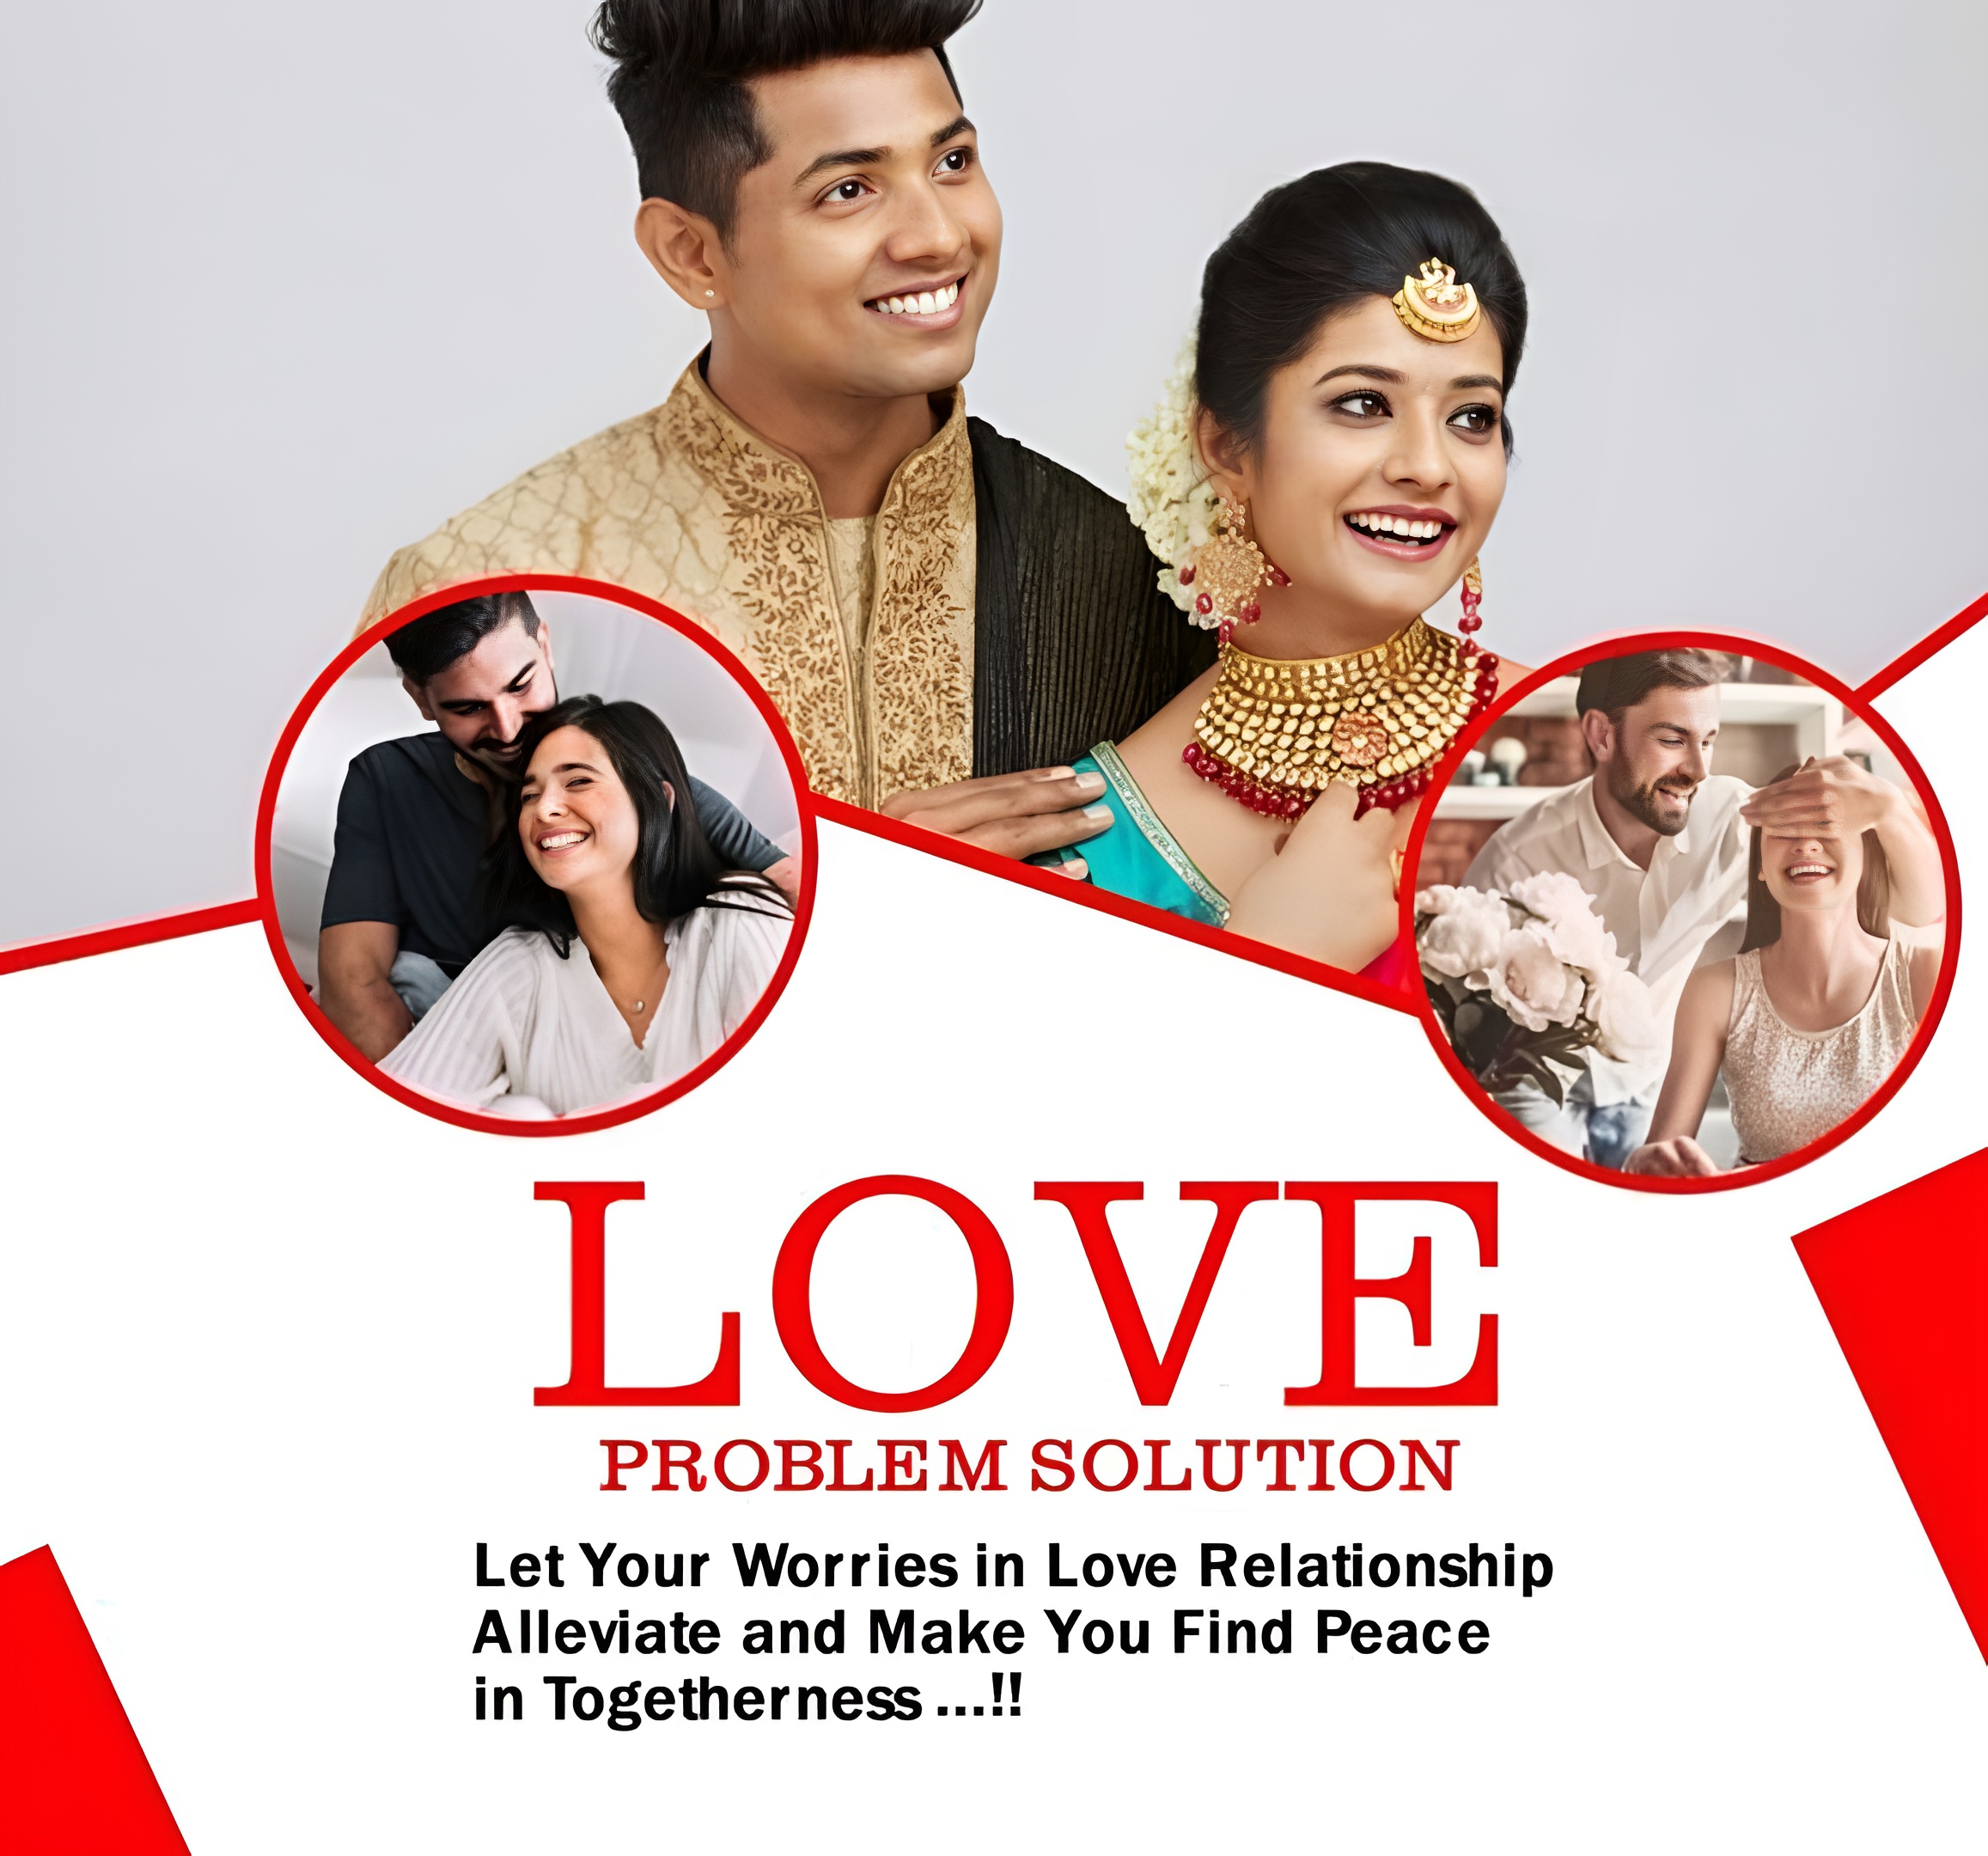 LOVE
PROBLEM SOLUTION
Let Your Worries in Love Relationship
Alleviate and Make You Find Peace
in Togetherness ...!!